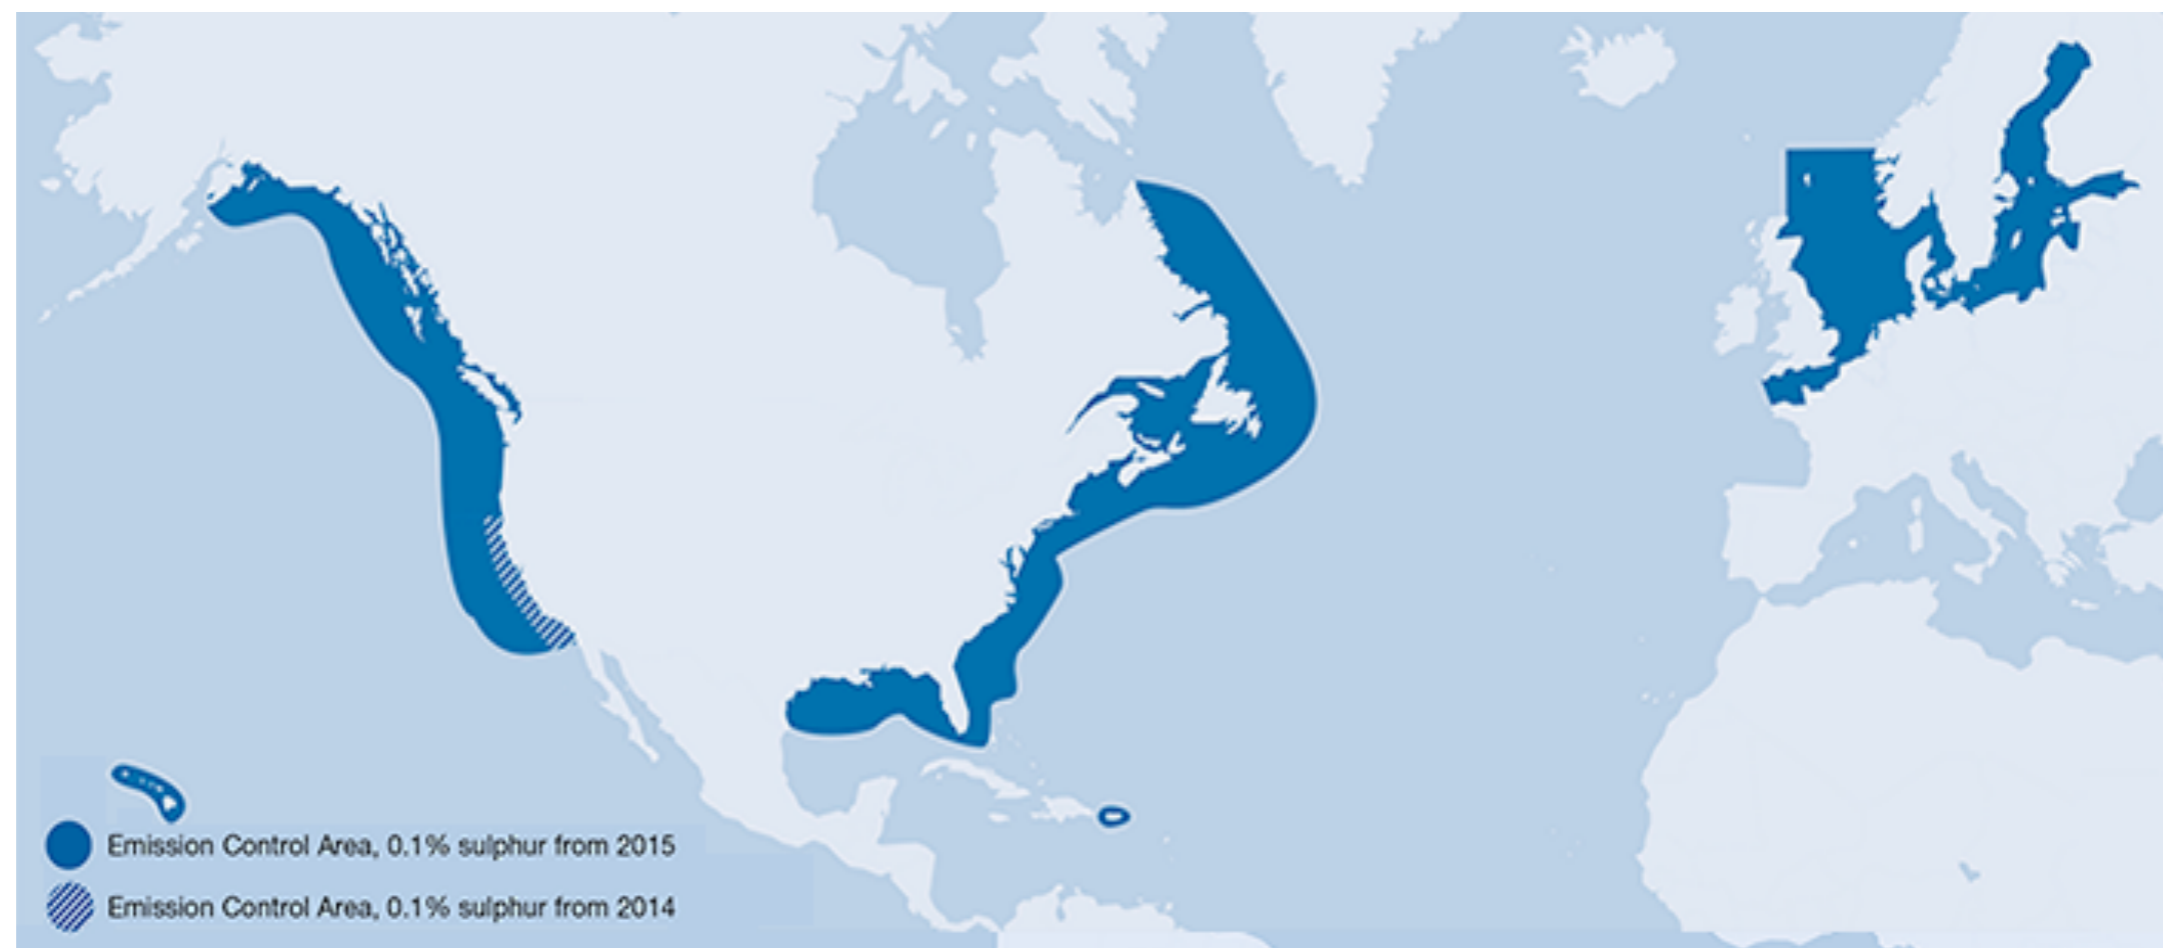 Emission Control Area, 0.1% sulphur from 2015
Emission Control Area, 0.1% sulphur from 2014